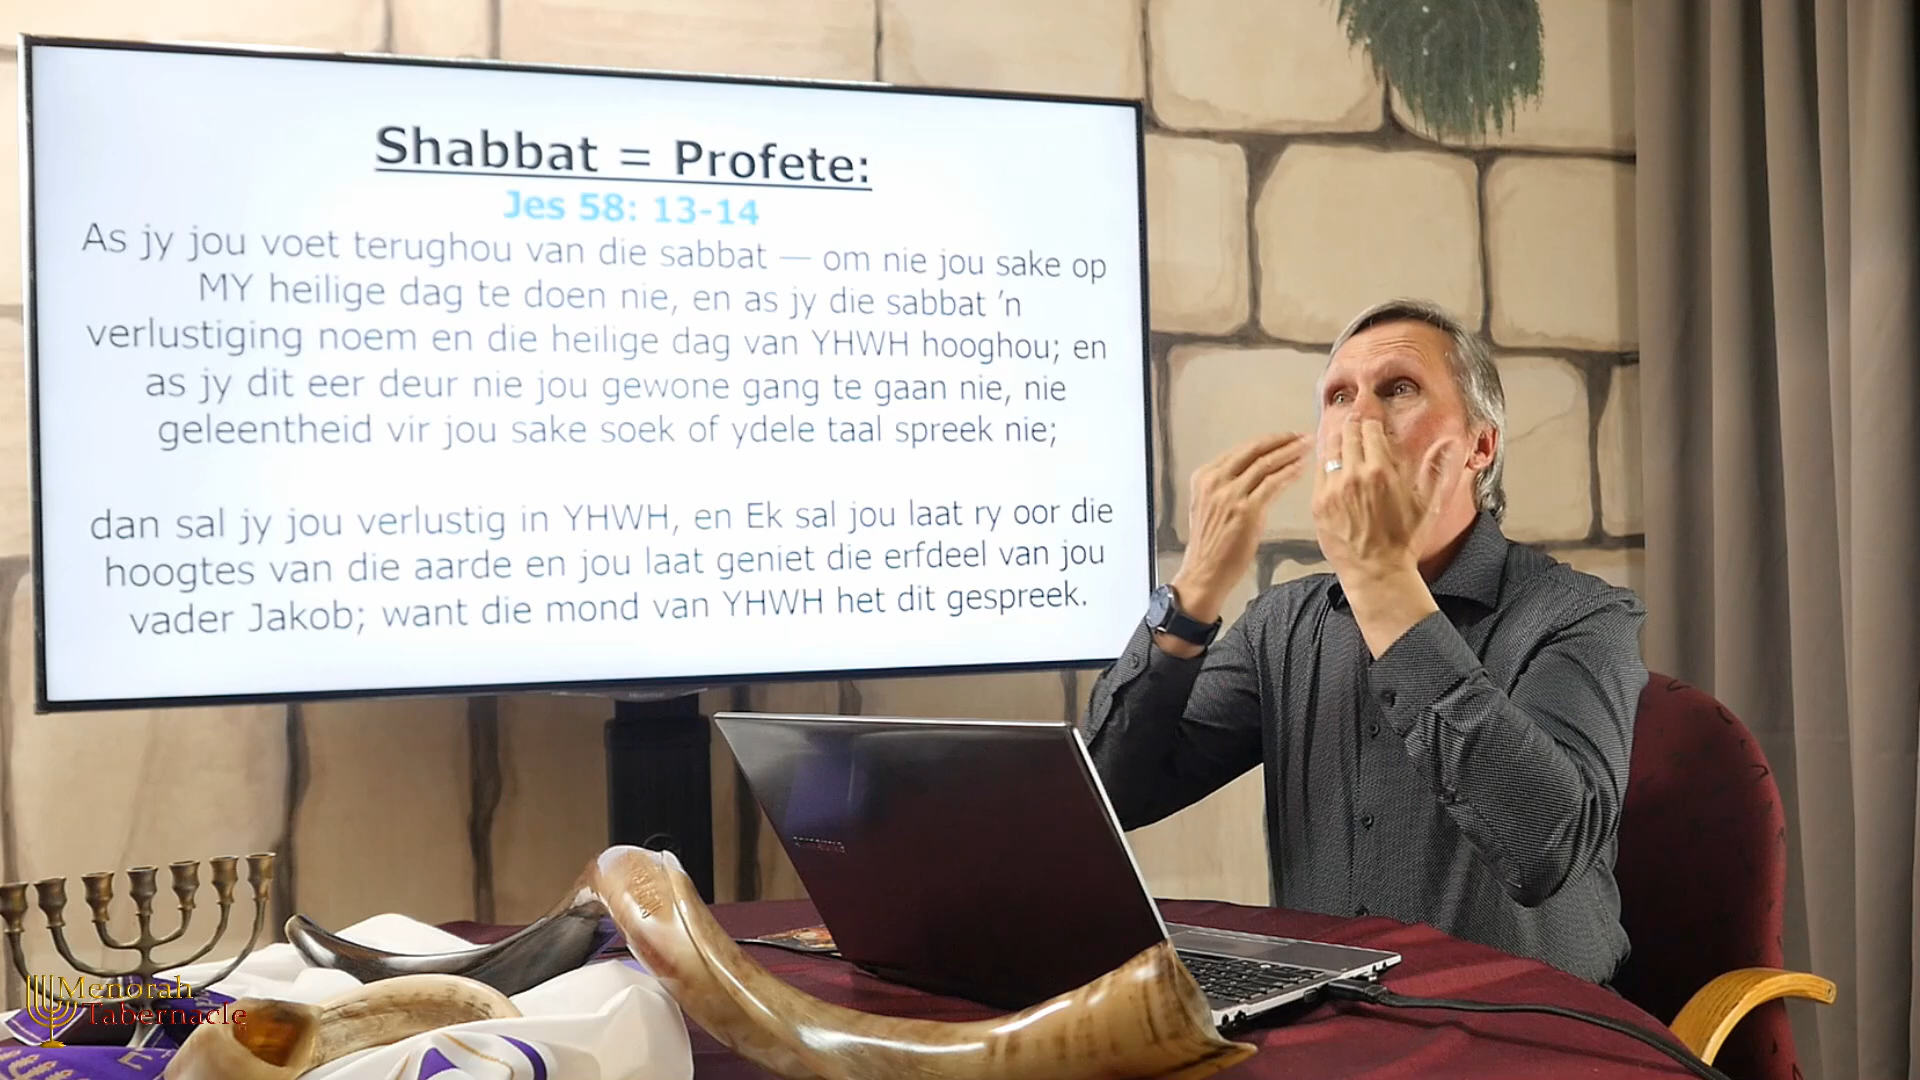 Shabbat = Profete:
Jes 58: 13-14
As jy jou voet terughou van die sabbat — om nie jou sake op
MY heilige dag te doen nie, en as jy die sabbat ’n
verlustiging noem en die heilige dag van YHWH hooghou; en
as jy dit eer deur nie jou gewone gang te gaan nie, nie
geleentheid vir jou sake soek of ydele taal spreek nie;
dan sal jy jou verlustig in YHWH, en Ek sal jou laat ry oor die
hoogtes van die aarde en jou laat geniet die erfdeel van jou
vader Jakob; want die mond van YHWH het dit gespreek.
Menorah
Tabernacle